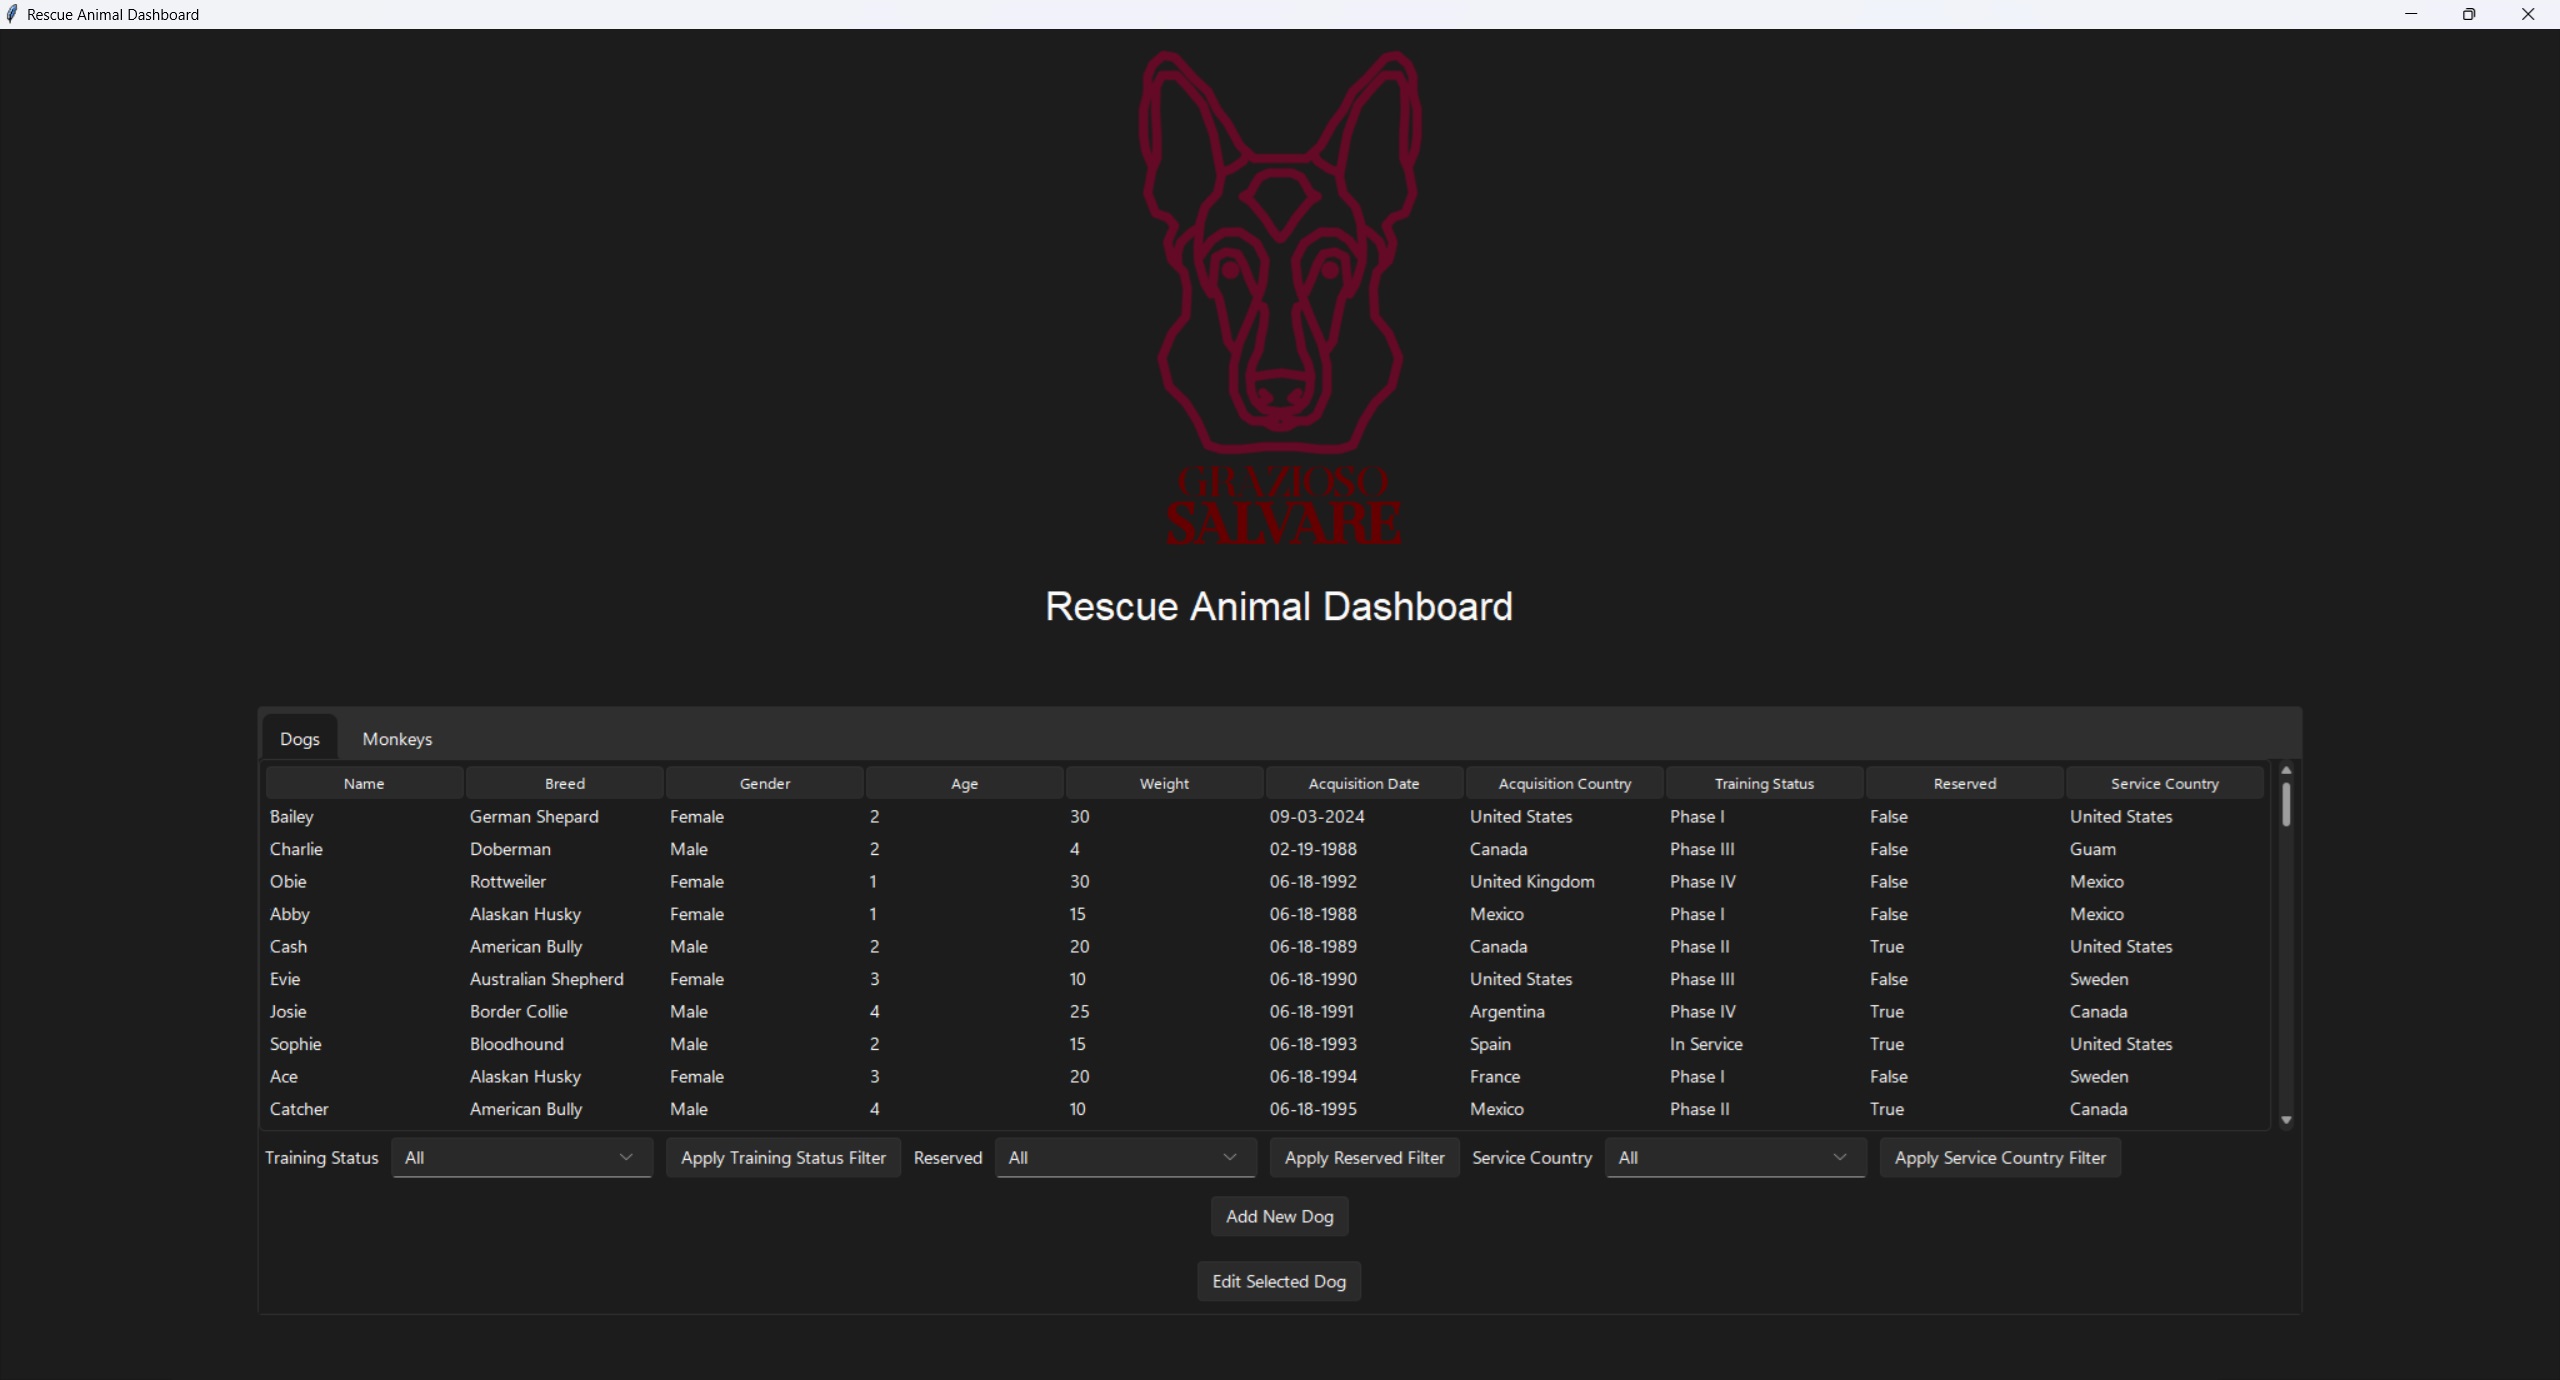 Rescue Animal Dashboard
GRAZIOSO
SALVARE
Rescue Animal Dashboard
Dogs Monkeys
Name Breed Gender Age Weight Acquisition Date Acquisition Country Training Status Reserved Service Country
Bailey German Shepard Female 2 30 09-03-2024 United States Phase I False United States
Charlie Doberman Male 2 4 02-19-1988 Canada Phase III False Guam
Obie Rottweiler Female 1 30 06-18-1992 United Kingdom Phase IV False Mexico
Abby Alaskan Husky Female 1 15 06-18-1988 Mexico Phase I False Mexico
Cash American Bully Male 2 20 06-18-1989 Canada Phase II True United States
Evie Australian Shepherd Female 3 10 06-18-1990 United States Phase III False Sweden
Josie Border Collie Male 4 25 06-18-1991 Argentina Phase IV True Canada
Sophie Bloodhound Male 2 15 06-18-1993 Spain In Service True United States
Ace Alaskan Husky Female 3 20 06-18-1994 France Phase I False Sweden
Catcher American Bully Male 4 10 06-18-1995 Mexico Phase II True Canada
Training Status All Apply Training Status Filter Reserved All Apply Reserved Filter Service Country All Apply Service Country Filter
Add New Dog
Edit Selected Dog